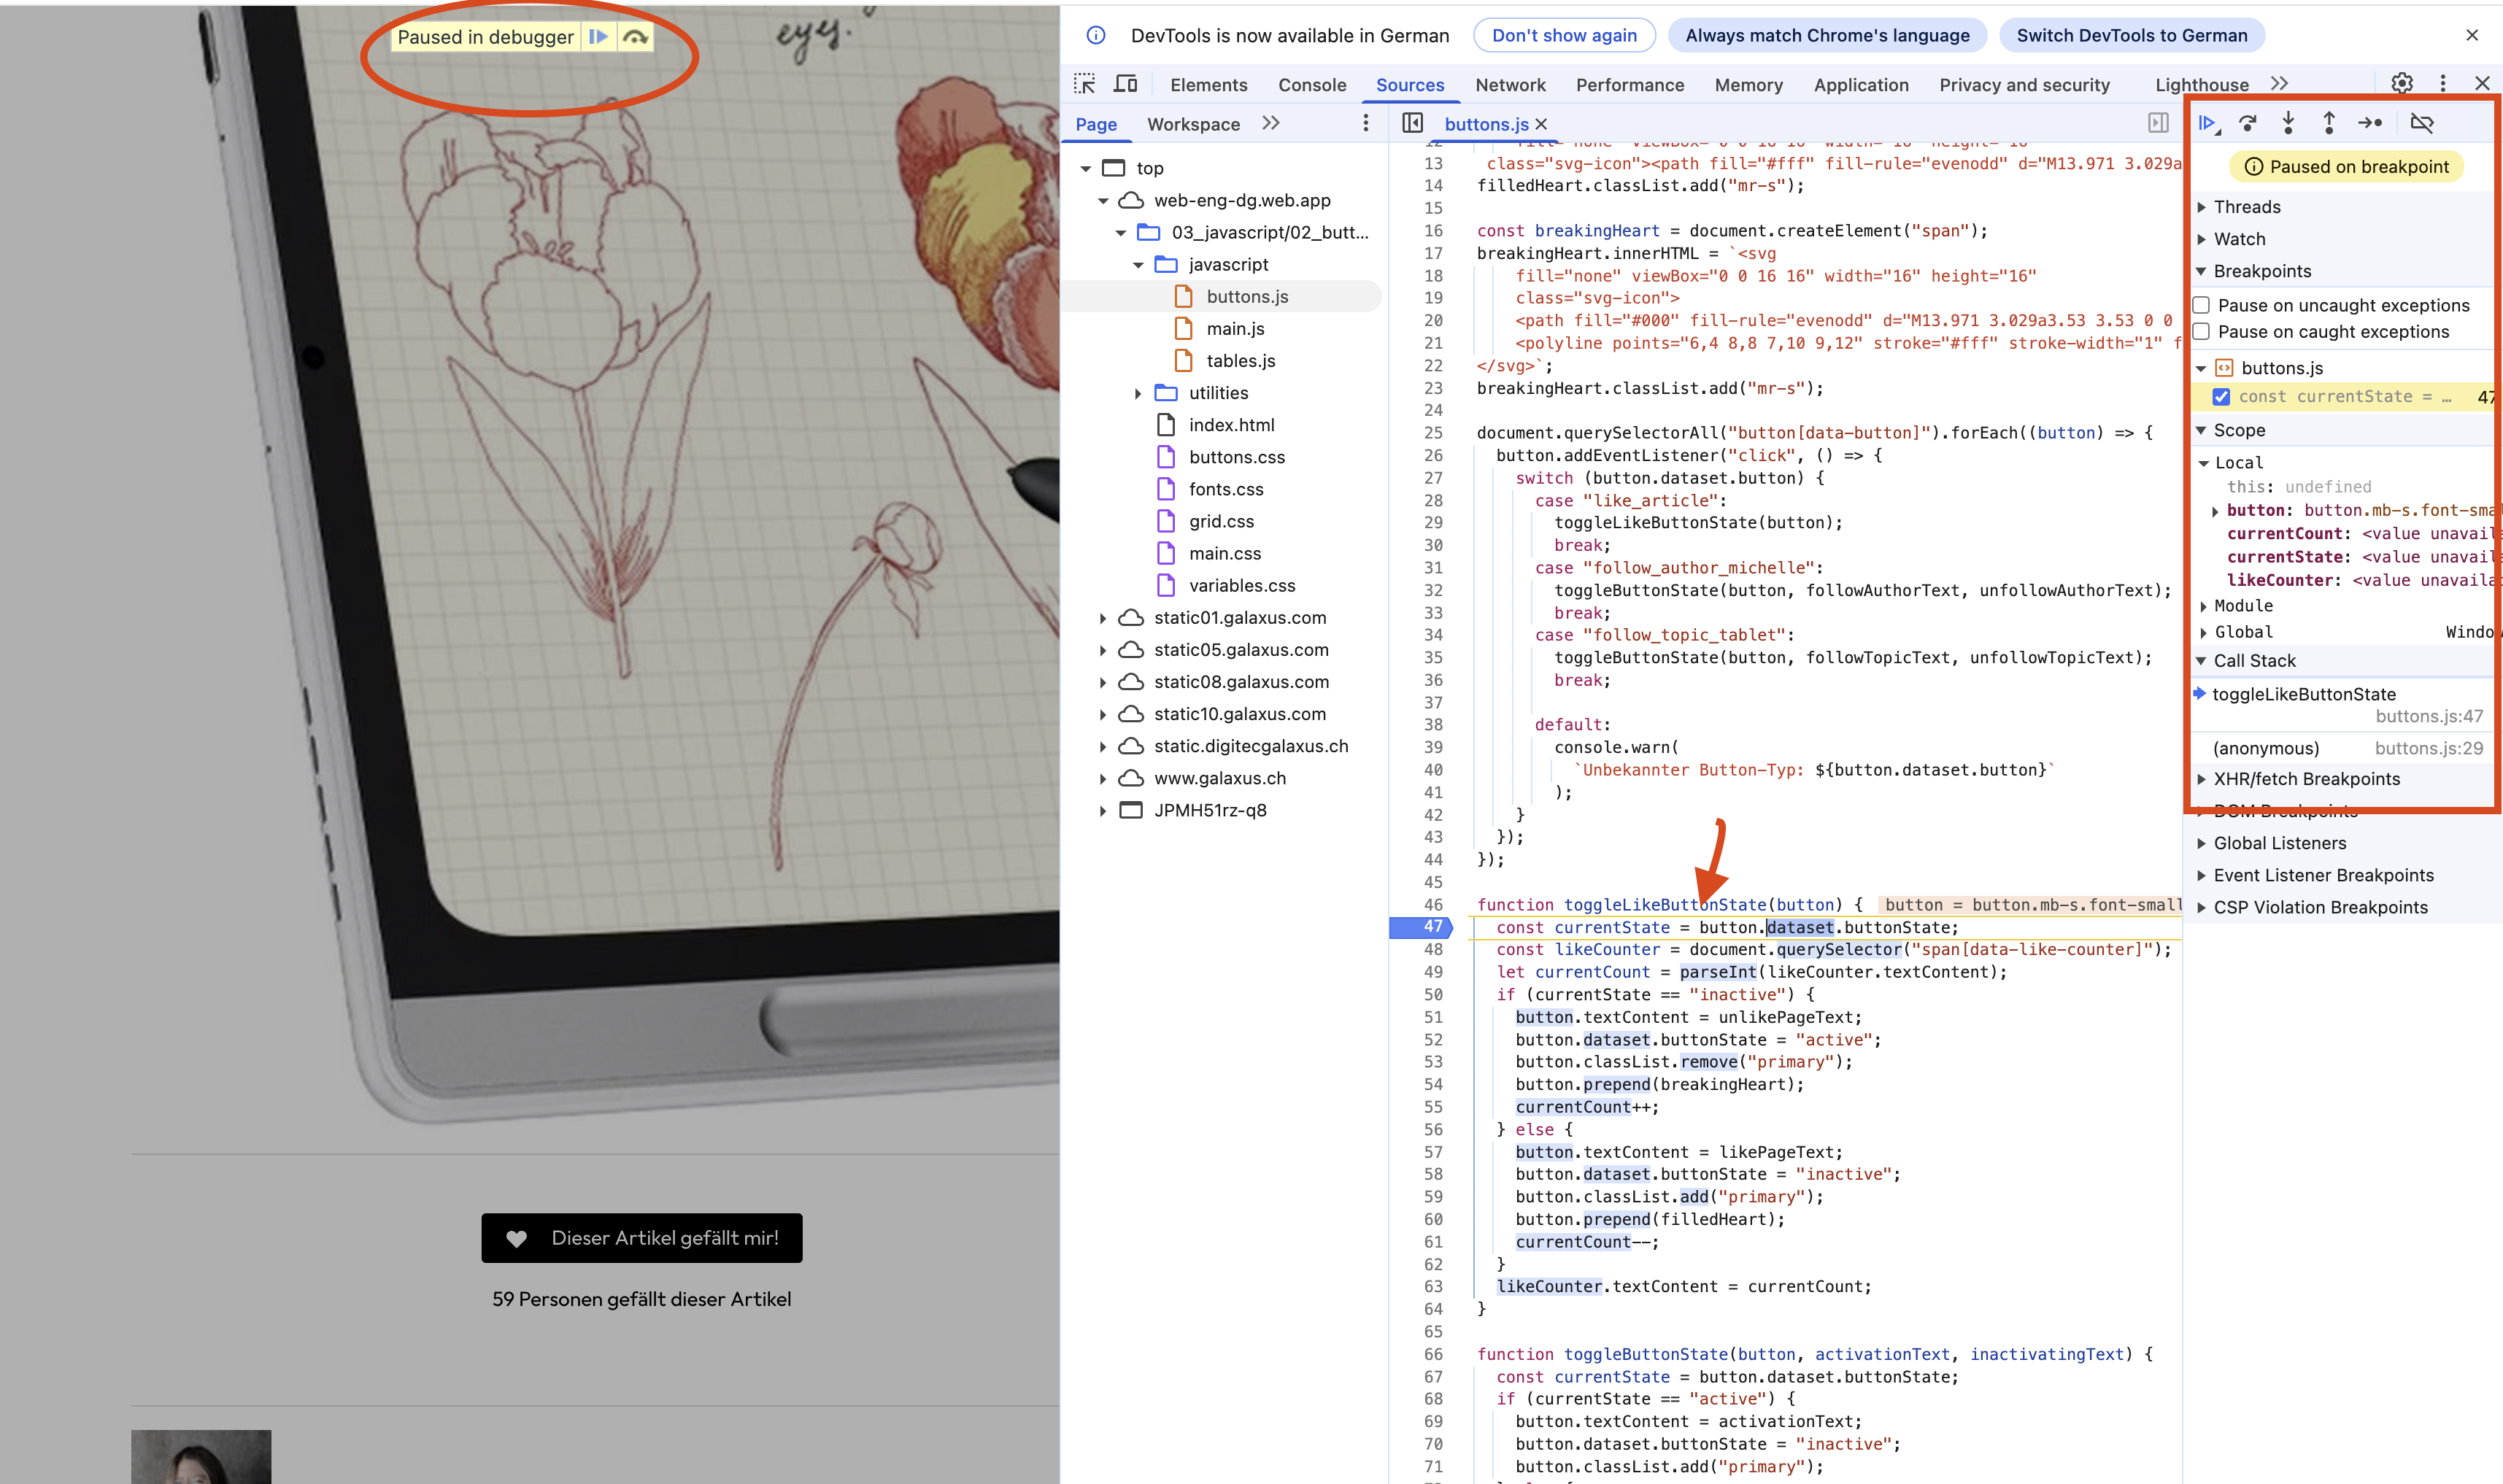 eyes.
Paused in debugger
Dieser Artikel gefällt mir!
59 Personen gefällt dieser Artikel
DevTools is now available in German
Don't show again
Always match Chrome's language
Switch DevTools to German
Elements
Console
Sources
Network
Performance
Memory
Application
Privacy and security
Lighthouse
Page
Workspace
top
web-eng-dg.web.app
03_javascript/02_butt...
javascript
buttons.js
main.js
tables.js
utilities
index.html
buttons.css
fonts.css
grid.css
main.css
variables.css
static01.galaxus.com
static05.galaxus.com
static08.galaxus.com
static10.galaxus.com
static.digitecgalaxus.ch
www.galaxus.ch
JPMH51rz-q8
buttons.js
13 class="svg-icon"><path fill="#fff" fill-rule="evenodd" d="M13.971 3.029a
14 filledHeart.classList.add("mr-s");
15
16 const breakingHeart = document.createElement("span");
17 breakingHeart.innerHTML = `<svg
18 fill="none" viewBox="0 0 16 16" width="16" height="16"
19 class="svg-icon">
20 <path fill="#000" fill-rule="evenodd" d="M13.971 3.029a3.53 3.53 0 0
21 <polyline points="6,4 8,8 7,10 9,12" stroke="#fff" stroke-width="1" f
22 </svg>`;
23 breakingHeart.classList.add("mr-s");
24
25 document.querySelectorAll("button[data-button]").forEach((button) => {
26 button.addEventListener("click", () => {
27 switch (button.dataset.button) {
28 case "like_article":
29 toggleLikeButtonState(button);
30 break;
31 case "follow_author_michelle":
32 toggleButtonState(button, followAuthorText, unfollowAuthorText);
33 break;
34 case "follow_topic_tablet":
35 toggleButtonState(button, followTopicText, unfollowTopicText);
36 break;
37
38 default:
39 console.warn(
40 `Unbekannter Button-Typ: ${button.dataset.button}`
41 );
42 }
43 });
44 });
45
46 function toggleLikeButtonState(button) { button = button.mb-s.font-small
47 const currentState = button.dataset.buttonState;
48 const likeCounter = document.querySelector("span[data-like-counter]");
49 let currentCount = parseInt(likeCounter.textContent);
50 if (currentState == "inactive") {
51 button.textContent = unlikePageText;
52 button.dataset.buttonState = "active";
53 button.classList.remove("primary");
54 button.prepend(breakingHeart);
55 currentCount++;
56 } else {
57 button.textContent = likePageText;
58 button.dataset.buttonState = "inactive";
59 button.classList.add("primary");
60 button.prepend(filledHeart);
61 currentCount--;
62 }
63 likeCounter.textContent = currentCount;
64 }
65
66 function toggleButtonState(button, activationText, inactivatingText) {
67 const currentState = button.dataset.buttonState;
68 if (currentState == "active") {
69 button.textContent = activationText;
70 button.dataset.buttonState = "inactive";
71 button.classList.add("primary");
Paused on breakpoint
Threads
Watch
Breakpoints
Pause on uncaught exceptions
Pause on caught exceptions
buttons.js
const currentState = … 47
Scope
Local
this: undefined
button: button.mb-s.font-smal
currentCount: <value unavail
currentState: <value unavail
likeCounter: <value unavaila
Module
Global Windo
Call Stack
toggleLikeButtonState
buttons.js:47
(anonymous) buttons.js:29
XHR/fetch Breakpoints
DOM Breakpoints
Global Listeners
Event Listener Breakpoints
CSP Violation Breakpoints